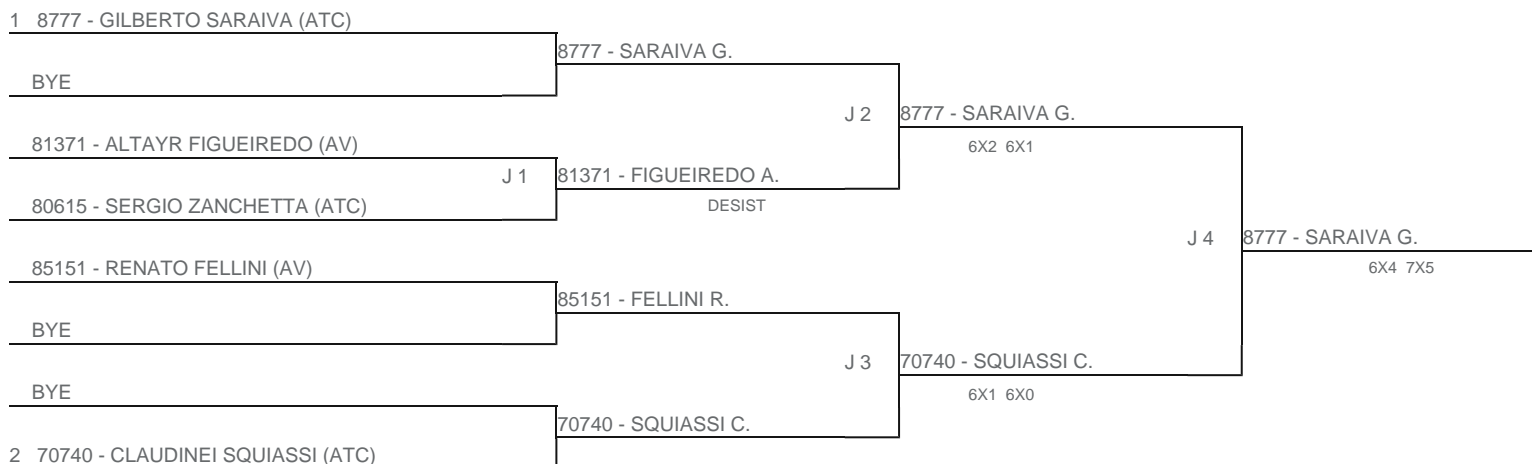 1 8777 - GILBERTO SARAIVA (ATC)
8777 - SARAIVA G.
BYE
J 2 8777 - SARAIVA G.
81371 - ALTAYR FIGUEIREDO (AV)
6X2 6X1
J 1 81371 - FIGUEIREDO A.
80615 - SERGIO ZANCHETTA (ATC)
DESIST
J 4 8777 - SARAIVA G.
85151 - RENATO FELLINI (AV)
6X4 7X5
85151 - FELLINI R.
BYE
J 3 70740 - SQUIASSI C.
BYE
6X1 6X0
70740 - SQUIASSI C.
2 70740 - CLAUDINEI SQUIASSI (ATC)